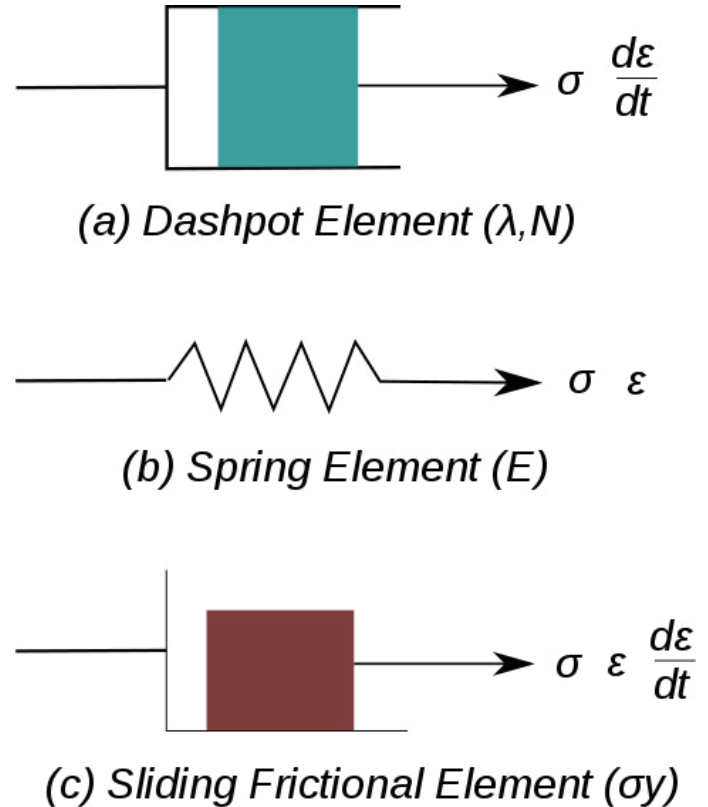 σ dε/dt
(a) Dashpot Element (λ,N)
σ ε
(b) Spring Element (E)
σ ε dε/dt
(c) Sliding Frictional Element (σy)